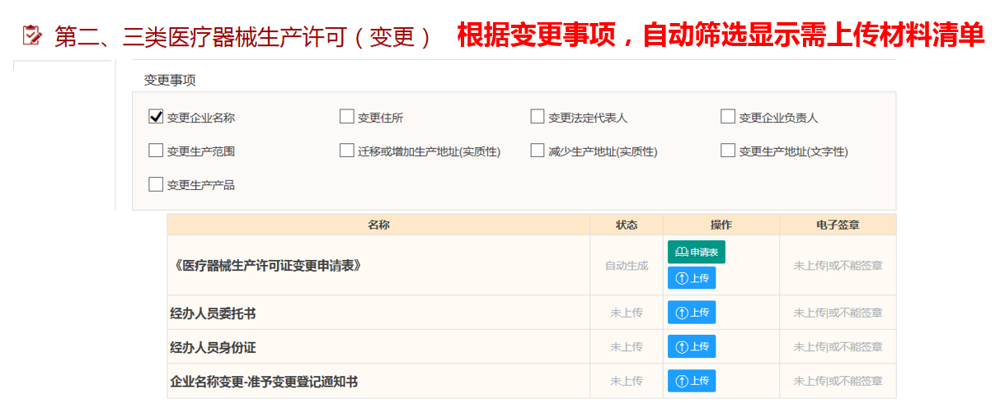 第二、三类医疗器械生产许可（变更） 根据变更事项，自动筛选显示需上传材料清单
变更事项
变更企业名称 变更住所 变更法定代表人 变更企业负责人
变更生产范围 迁移或增加生产地址(实质性) 减少生产地址(实质性) 变更生产地址(文字性)
变更生产产品
名称 状态 操作 电子签章
《医疗器械生产许可证变更申请表》 自动生成 申请表 上传 未上传|或不能签章
经办人员委托书 未上传 上传 未上传|或不能签章
经办人员身份证 未上传 上传 未上传|或不能签章
企业名称变更-准予变更登记通知书 未上传 上传 未上传|或不能签章